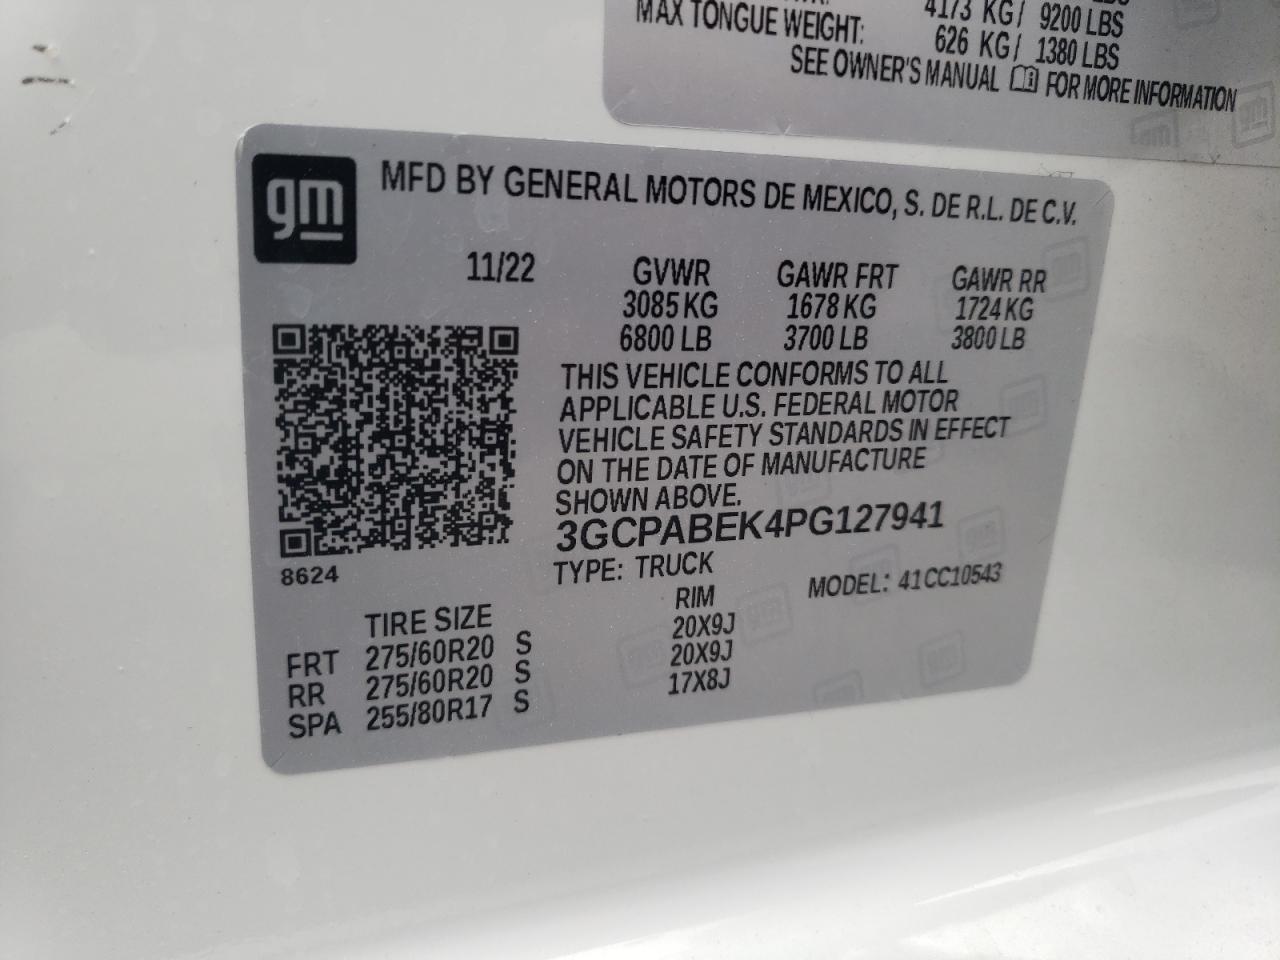 4173 KG/ 9200 LBS
MAX TONGUE WEIGHT: 626 KG/ 1380 LBS
SEE OWNER'S MANUAL FOR MORE INFORMATION
gm
MFD BY GENERAL MOTORS DE MEXICO, S. DE R.L. DE C.V.
11/22 GVWR GAWR FRT GAWR RR
3085 KG 1678 KG 1724 KG
6800 LB 3700 LB 3800 LB
THIS VEHICLE CONFORMS TO ALL
APPLICABLE U.S. FEDERAL MOTOR
VEHICLE SAFETY STANDARDS IN EFFECT
ON THE DATE OF MANUFACTURE
SHOWN ABOVE.
3GCPABEK4PG127941
8624
TYPE: TRUCK MODEL: 41CC10543
TIRE SIZE RIM
FRT 275/60R20 S 20X9J
RR 275/60R20 S 20X9J
SPA 255/80R17 S 17X8J